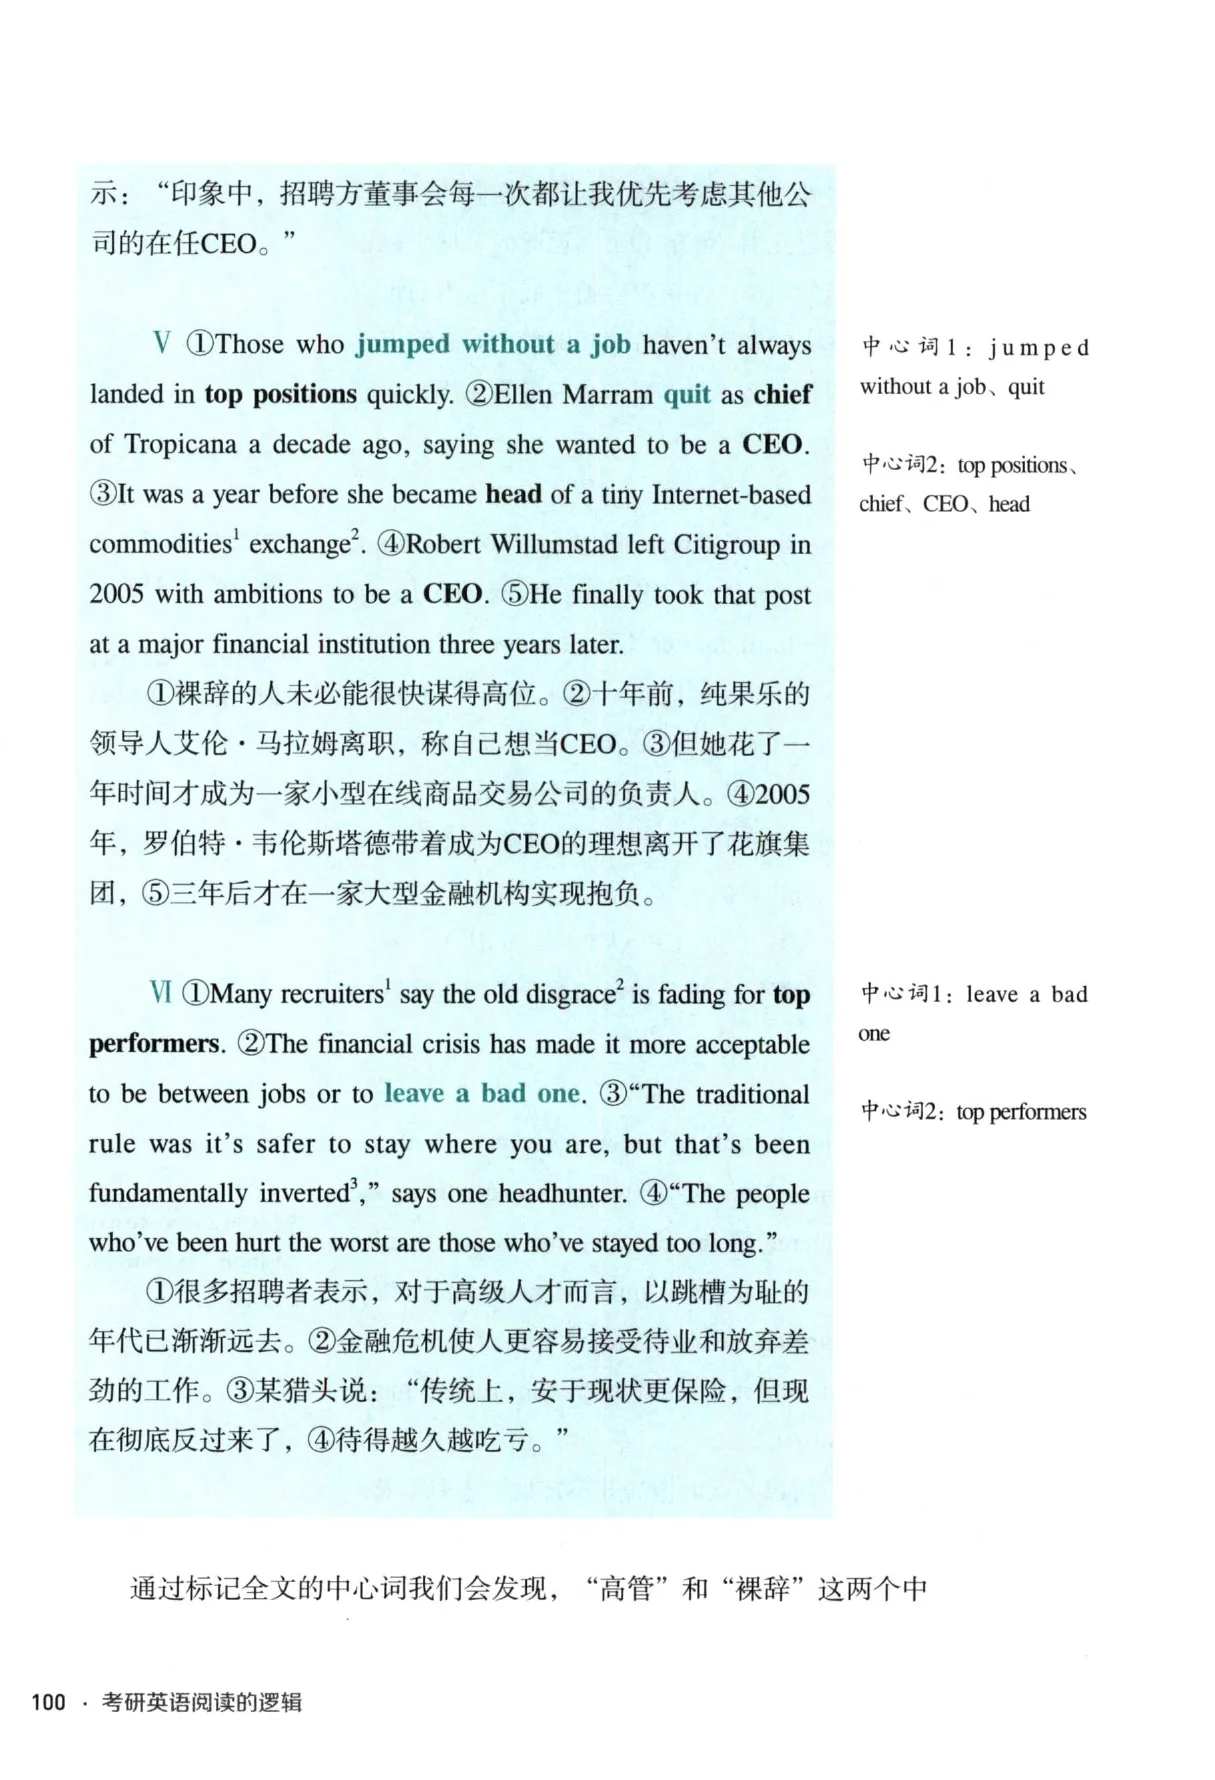 示：“印象中，招聘方董事会每一次都让我优先考虑其他公
司的在任CEO。”
Ⅴ ①Those who jumped without a job haven’t always
landed in top positions quickly. ②Ellen Marram quit as chief
of Tropicana a decade ago, saying she wanted to be a CEO.
③It was a year before she became head of a tiny Internet-based
commodities¹ exchange². ④Robert Willumstad left Citigroup in
2005 with ambitions to be a CEO. ⑤He finally took that post
at a major financial institution three years later.
中心词1：jumped
without a job、quit
中心词2：top positions、
chief、CEO、head
①裸辞的人未必能很快谋得高位。②十年前，纯果乐的
领导人艾伦·马拉姆离职，称自己想当CEO。③但她花了一
年时间才成为一家小型在线商品交易公司的负责人。④2005
年，罗伯特·韦伦斯塔德带着成为CEO的理想离开了花旗集
团，⑤三年后才在一家大型金融机构实现抱负。
Ⅵ ①Many recruiters¹ say the old disgrace² is fading for top
performers. ②The financial crisis has made it more acceptable
to be between jobs or to leave a bad one. ③“The traditional
rule was it’s safer to stay where you are, but that’s been
fundamentally inverted³,” says one headhunter. ④“The people
who’ve been hurt the worst are those who’ve stayed too long.”
中心词1：leave a bad
one
中心词2：top performers
①很多招聘者表示，对于高级人才而言，以跳槽为耻的
年代已渐渐远去。②金融危机使人更容易接受待业和放弃差
劲的工作。③某猎头说：“传统上，安于现状更保险，但现
在彻底反过来了，④待得越久越吃亏。”
通过标记全文的中心词我们会发现，“高管”和“裸辞”这两个中
100 · 考研英语阅读的逻辑